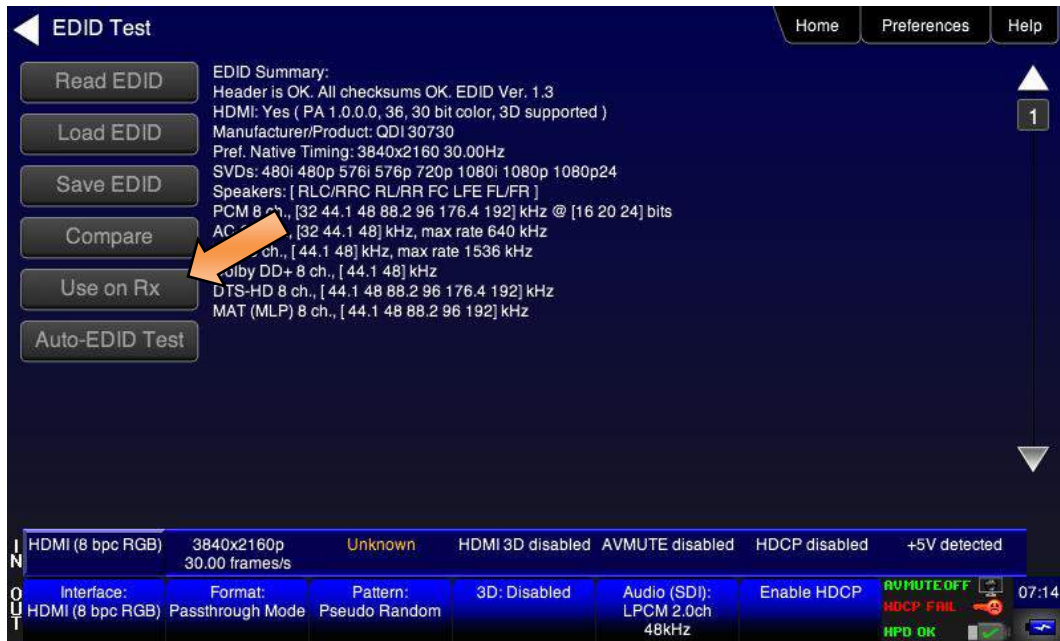 EDID Test
Home
Preferences
Help
Read EDID
Load EDID
Save EDID
Compare
Use on Rx
Auto-EDID Test
EDID Summary:
Header is OK. All checksums OK. EDID Ver. 1.3
HDMI: Yes ( PA 1.0.0.0, 36, 30 bit color, 3D supported )
Manufacturer/Product: QDI 30730
Pref. Native Timing: 3840x2160 30.00Hz
SVDs: 480i 480p 576i 576p 720p 1080i 1080p 1080p24
Speakers: [ RLC/RRC RL/RR FC LFE FL/FR ]
PCM 8 ch., [32 44.1 48 88.2 96 176.4 192] kHz @ [16 20 24] bits
[32 44.1 48] kHz, max rate 640 kHz
ch., [ 44.1 48] kHz, max rate 1536 kHz
DD+ 8 ch., [ 44.1 48] kHz
DTS-HD 8 ch., [ 44.1 48 88.2 96 176.4 192] kHz
MAT (MLP) 8 ch., [ 44.1 48 88.2 96 192] kHz
1
IN
HDMI (8 bpc RGB)
3840x2160p
30.00 frames/s
Unknown
HDMI 3D disabled
AVMUTE disabled
HDCP disabled
+5V detected
OUT
Interface:
HDMI (8 bpc RGB)
Format:
Passthrough Mode
Pattern:
Pseudo Random
3D: Disabled
Audio (SDI):
LPCM 2.0ch
48kHz
Enable HDCP
AVMUTE OFF
HDCP FAIL
HPD OK
07:14